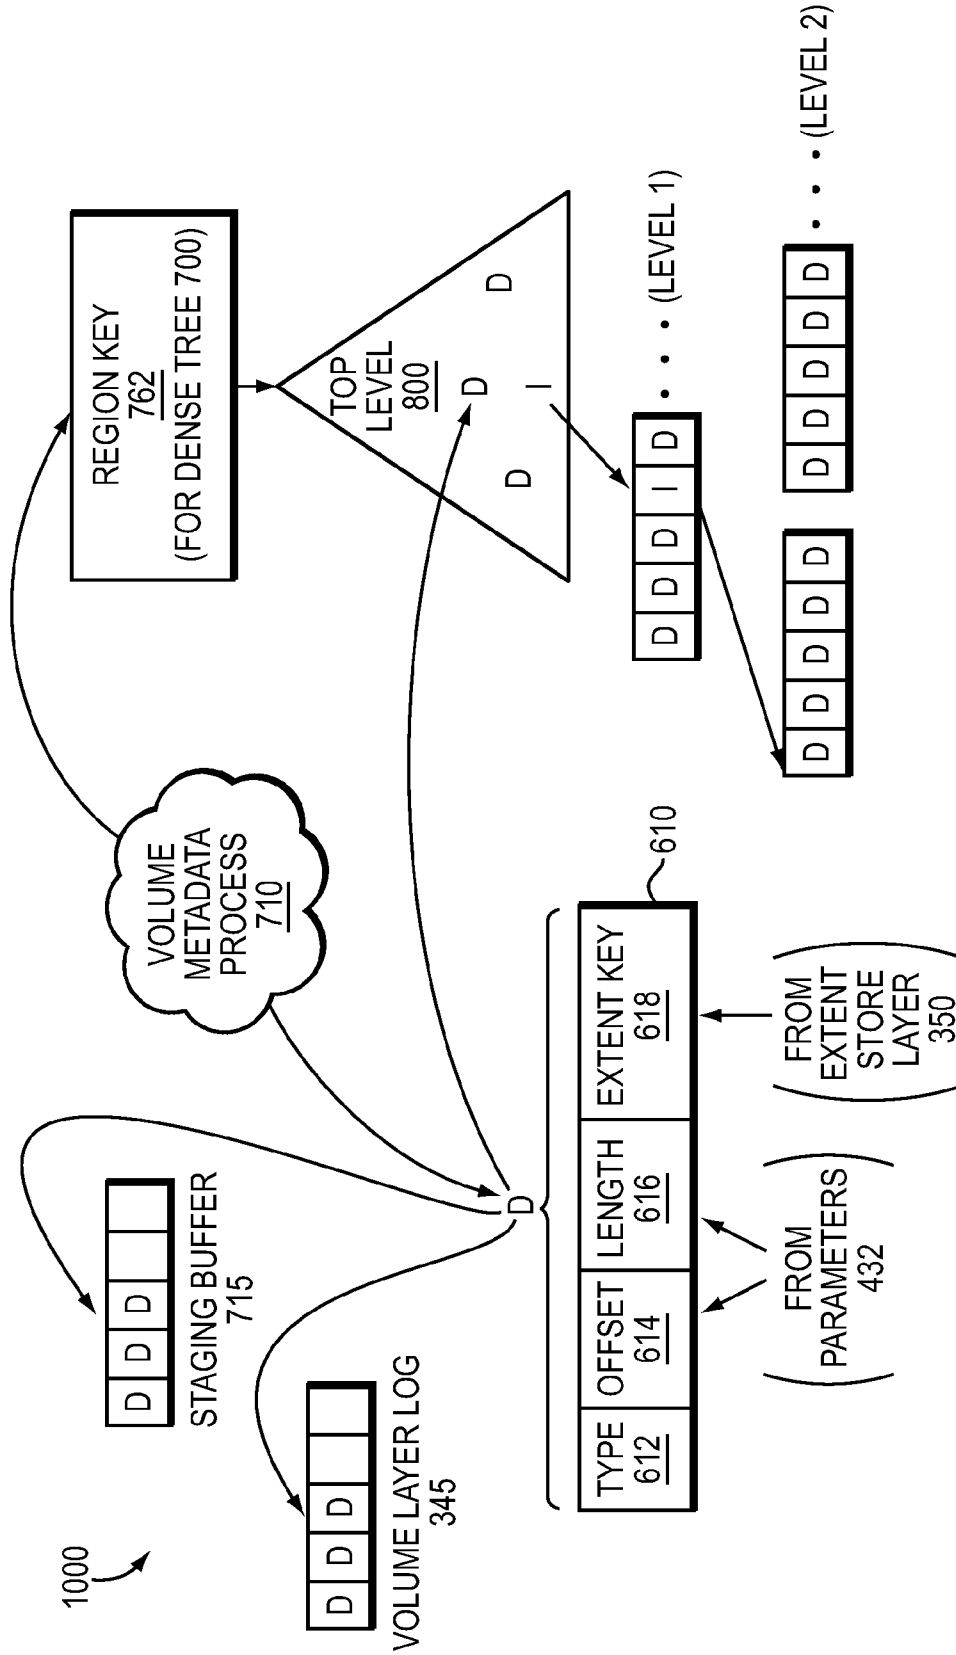 1000
D D D
STAGING BUFFER
715
D D D
VOLUME LAYER LOG
345
VOLUME
METADATA
PROCESS
710
REGION KEY
762
(FOR DENSE TREE 700)
TOP
LEVEL
800
D
D
D
I
D
D D D I D • • • (LEVEL 1)
D D D D D
D D D D D • • • (LEVEL 2)
TYPE
612
OFFSET
614
LENGTH
616
EXTENT KEY
618
610
FROM
PARAMETERS
432
FROM
EXTENT
STORE
LAYER
350